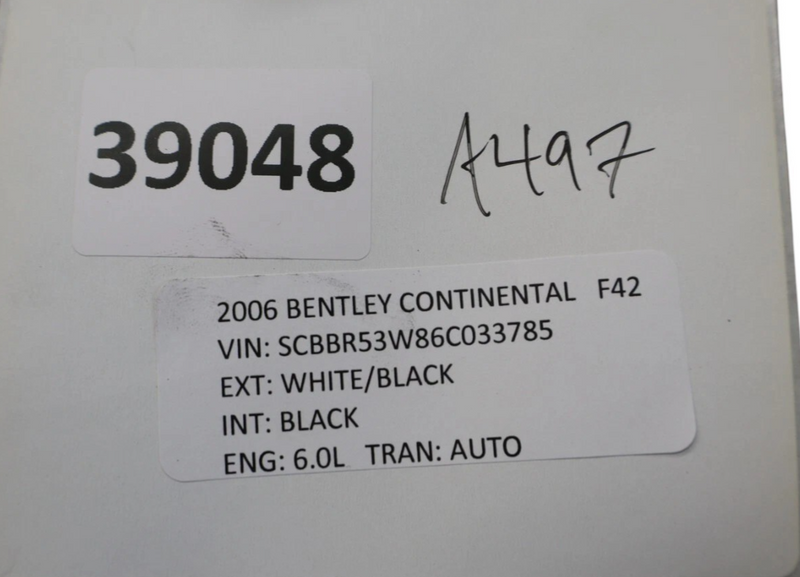 39048
A497
2006 BENTLEY CONTINENTAL F42
VIN: SCBBR53W86C033785
EXT: WHITE/BLACK
INT: BLACK
ENG: 6.0L TRAN: AUTO